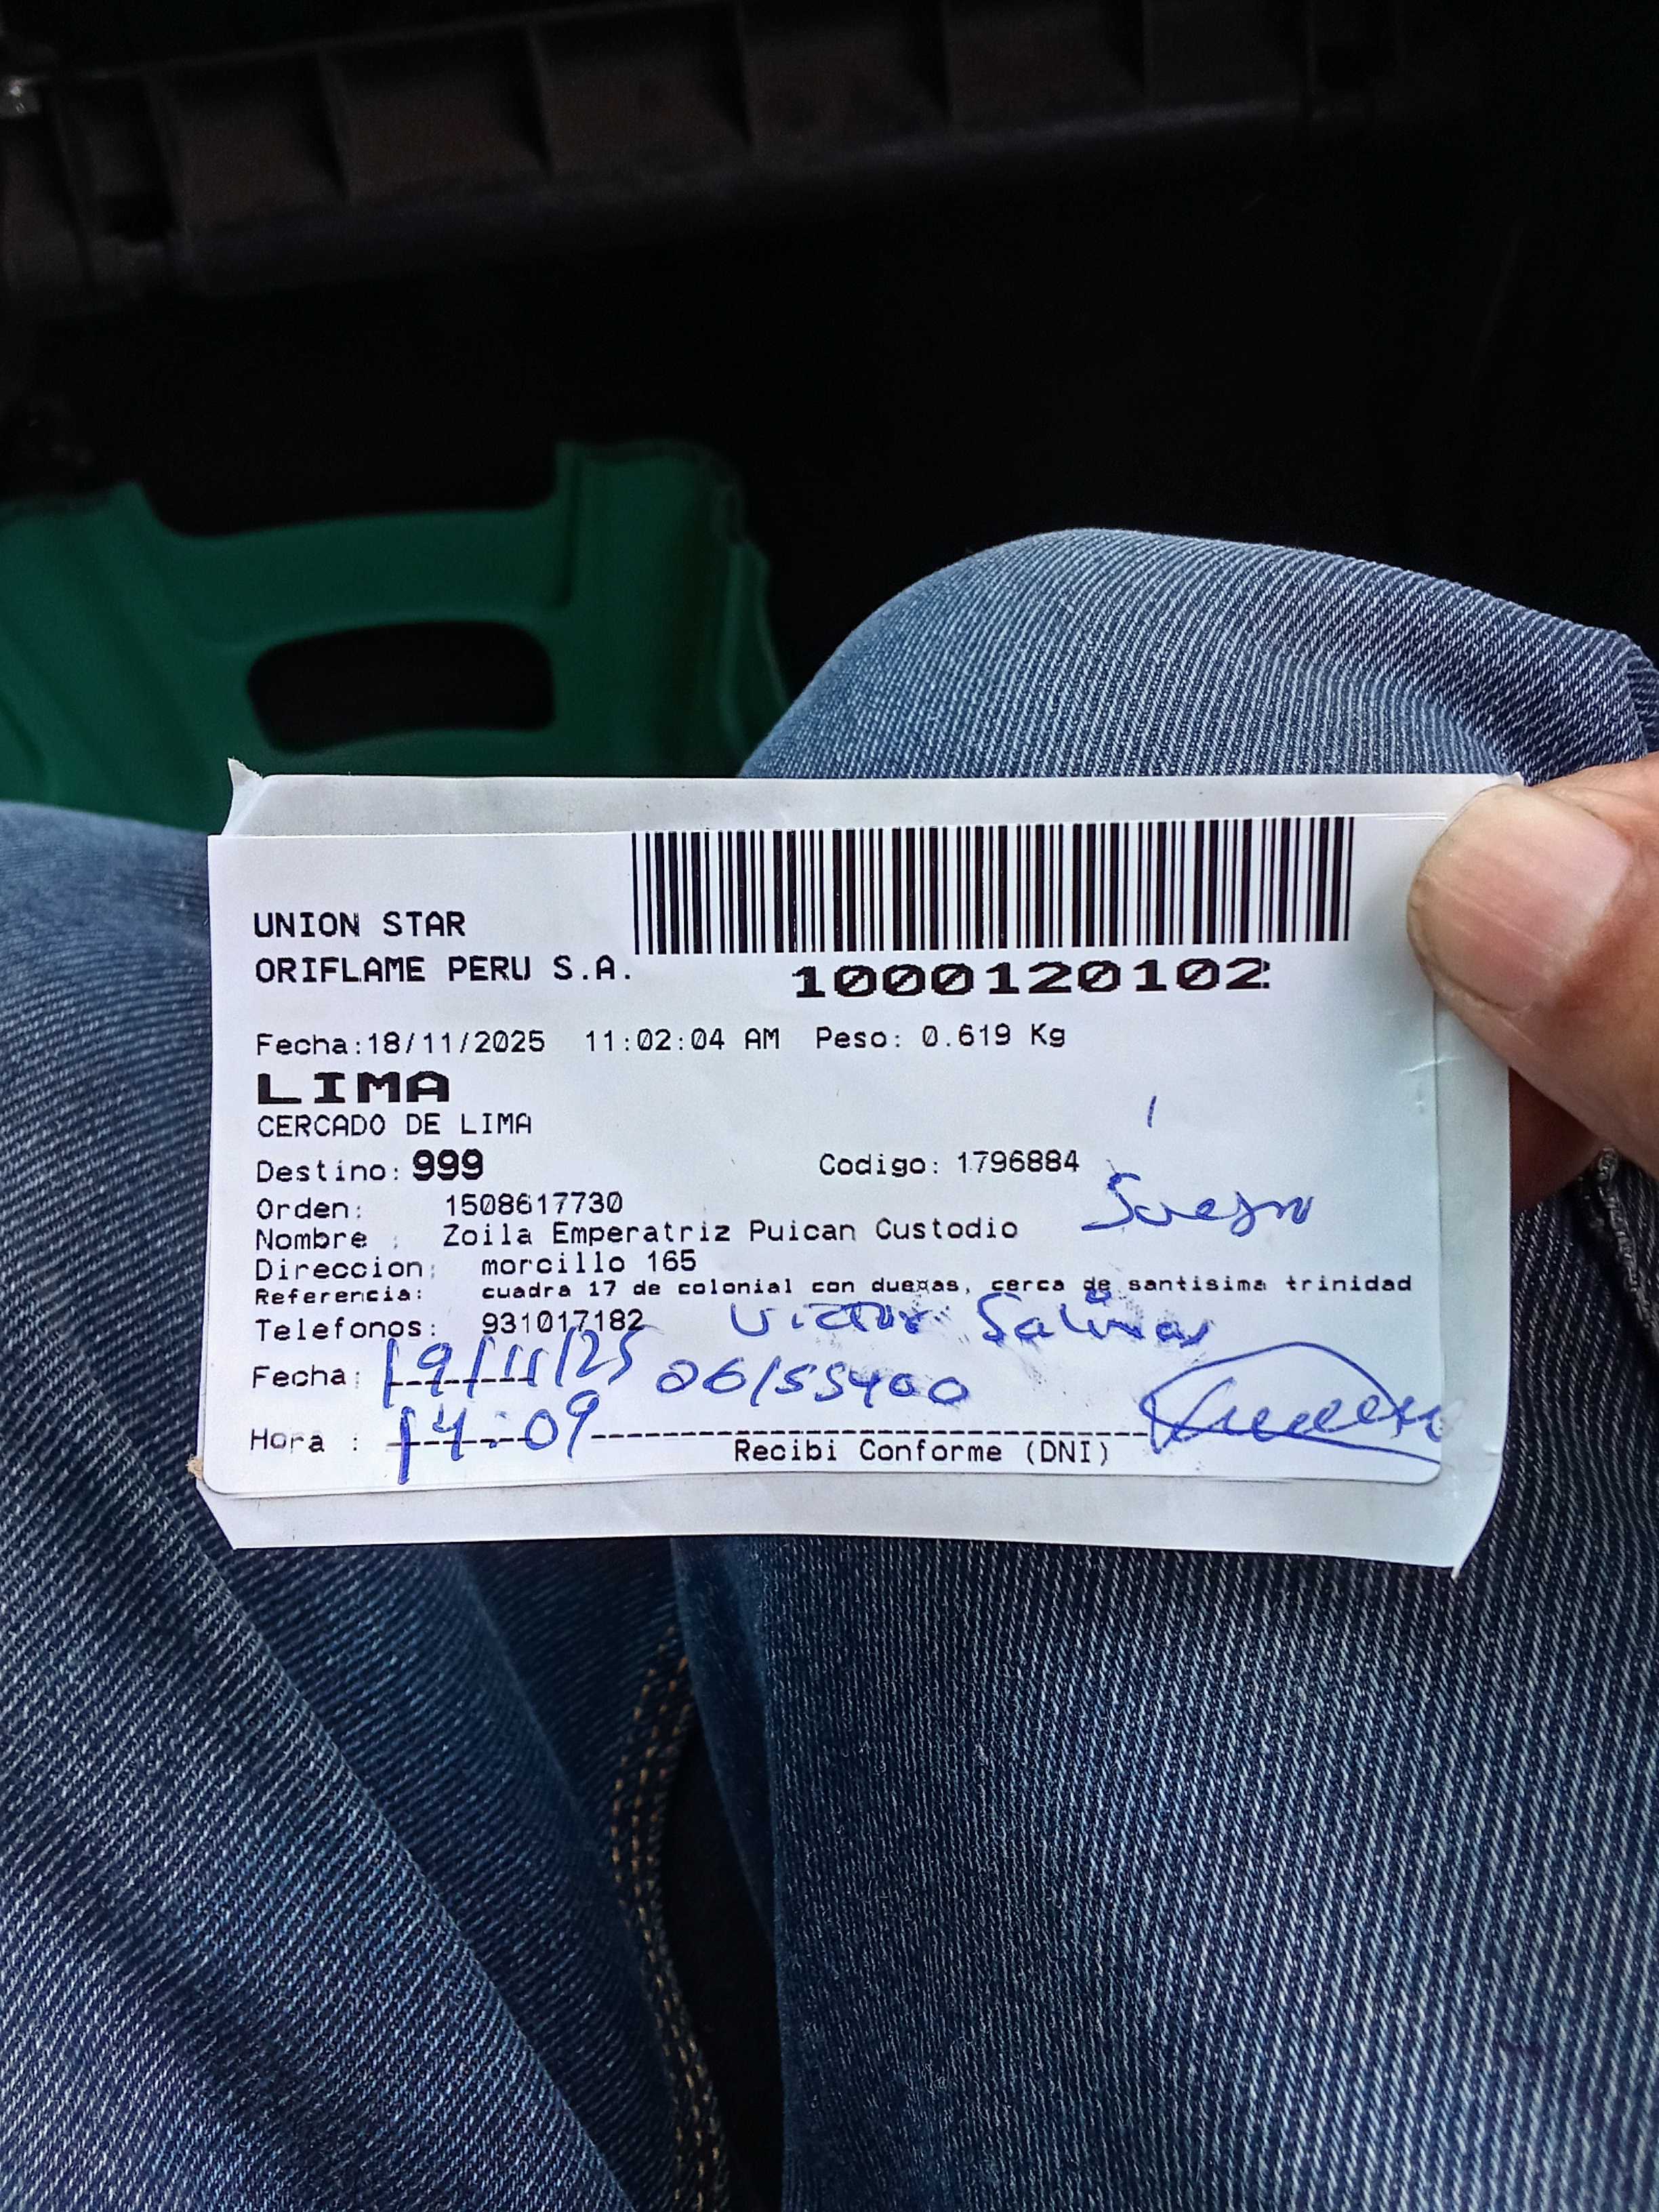 UNION STAR
ORIFLAME PERU S.A.
1000120102
Fecha:18/11/2025 11:02:04 AM Peso: 0.619 Kg
LIMA
CERCADO DE LIMA
Destino: 999 Codigo: 1796884
Orden: 1508617730
Suegro
Nombre : Zoila Emperatriz Puican Custodio
Direccion: morcillo 165
Referencia: cuadra 17 de colonial con dueñas, cerca de santisima trinidad
Telefonos: 931017182 Victor Salinas
Fecha: 19/11/25 06155400
Hora : 14:09
Recibi Conforme (DNI)